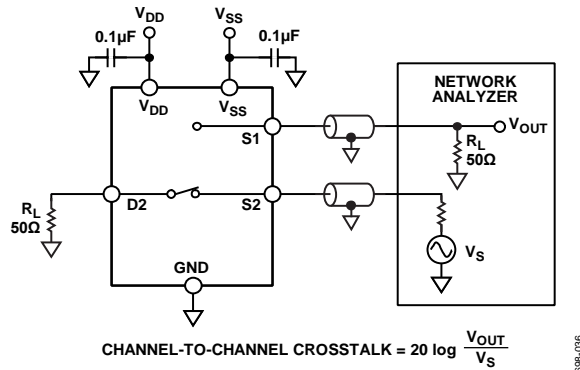 VDD
VSS
0.1µF
0.1µF
VDD
VSS
NETWORK
ANALYZER
S1
VOUT
RL
50Ω
RL
50Ω
D2
S2
VS
GND
CHANNEL-TO-CHANNEL CROSSTALK = 20 log VOUT
VS